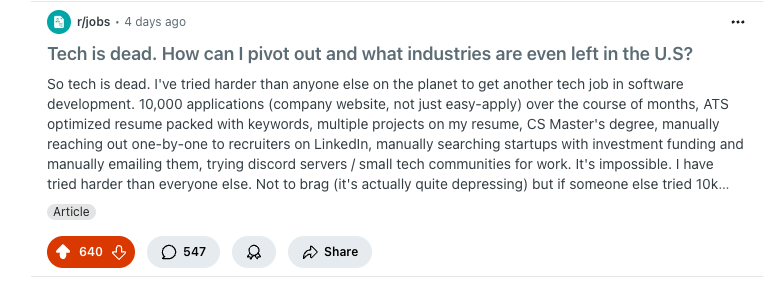 r/jobs • 4 days ago
Tech is dead. How can I pivot out and what industries are even left in the U.S?
So tech is dead. I've tried harder than anyone else on the planet to get another tech job in software
development. 10,000 applications (company website, not just easy-apply) over the course of months, ATS
optimized resume packed with keywords, multiple projects on my resume, CS Master's degree, manually
reaching out one-by-one to recruiters on LinkedIn, manually searching startups with investment funding and
manually emailing them, trying discord servers / small tech communities for work. It's impossible. I have
tried harder than everyone else. Not to brag (it's actually quite depressing) but if someone else tried 10k...
Article
640 547 Share